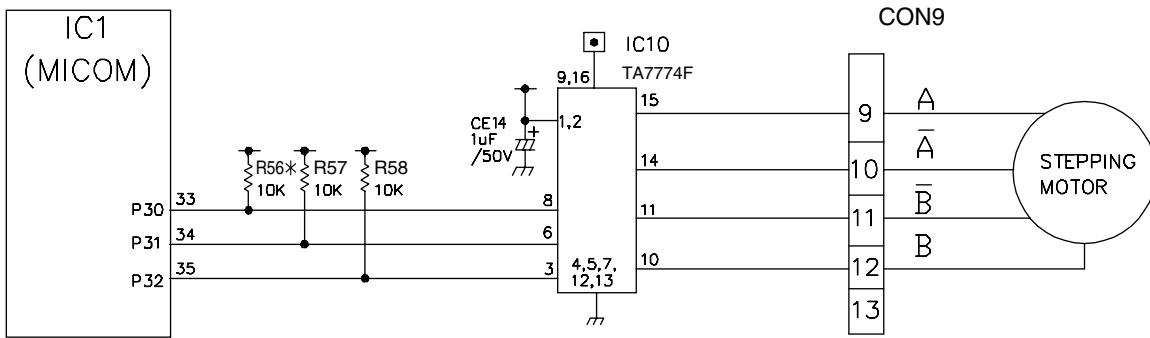 CON9
IC1
(MICOM)
IC10
TA7774F
9,16
15
9
A
CE14
1uF
/50V
1,2
14
10
A̅
STEPPING
MOTOR
R56*
10K
R57
10K
R58
10K
P30
33
8
11
11
B̅
P31
34
6
P32
35
3
4,5,7,
12,13
10
12
B
13
+